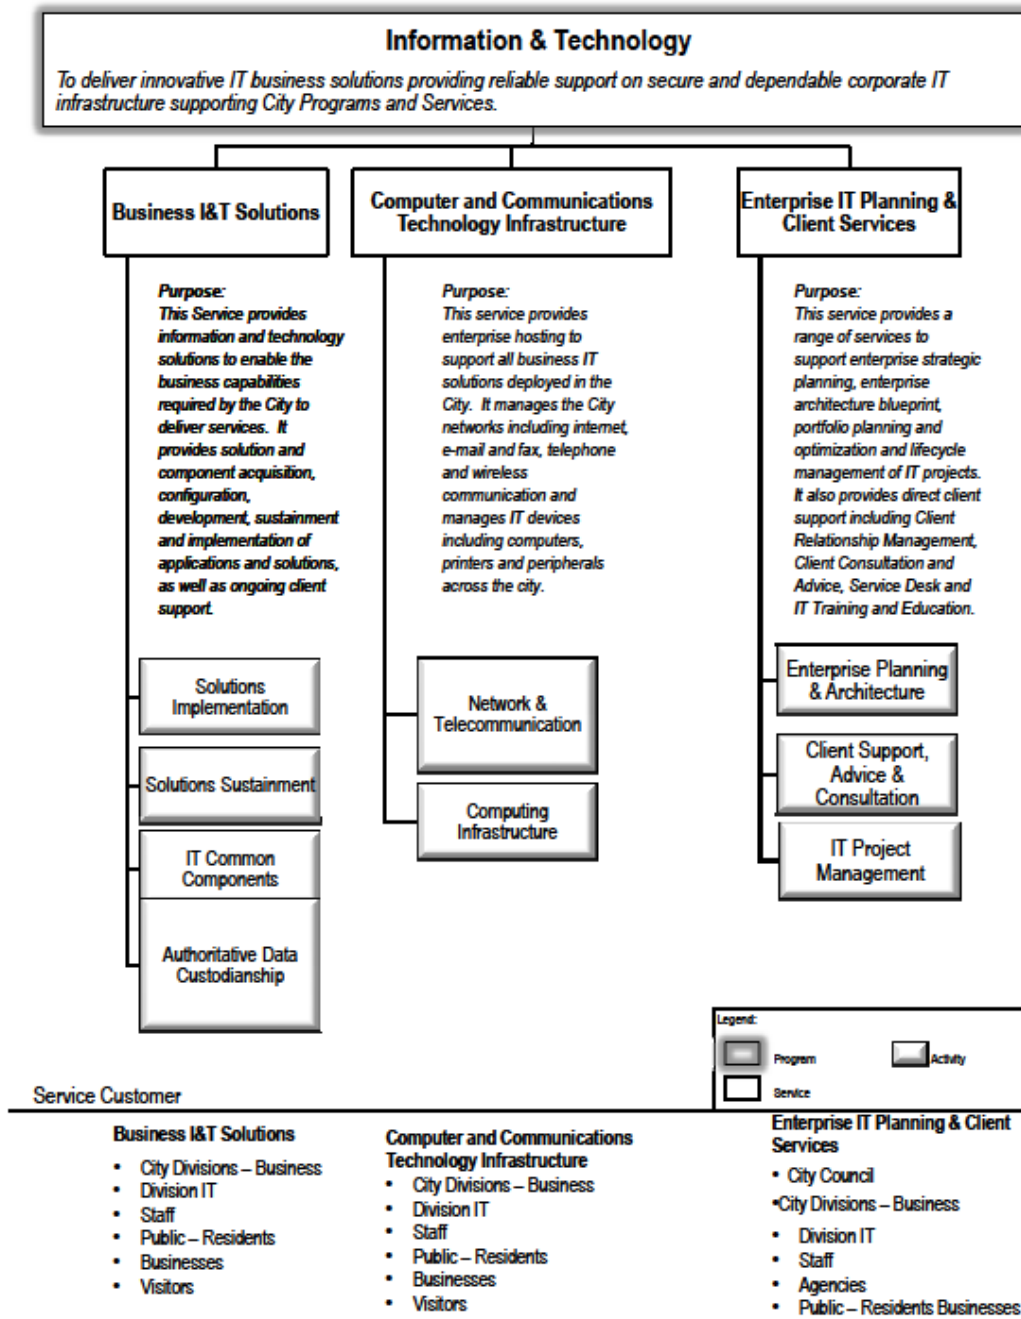 Information & Technology
To deliver innovative IT business solutions providing reliable support on secure and dependable corporate IT
infrastructure supporting City Programs and Services.
Business I&T Solutions
Purpose:
This Service provides
information and technology
solutions to enable the
business capabilities
required by the City to
deliver services.  It
provides solution and
component acquisition,
configuration,
development, sustainment
and implementation of
applications and solutions,
as well as ongoing client
support.
Solutions
Implementation
Solutions Sustainment
IT Common
Components
Authoritative Data
Custodianship
Computer and Communications
Technology Infrastructure
Purpose:
This service provides
enterprise hosting to
support all business IT
solutions deployed in the
City.  It manages the City
networks including internet,
e-mail and fax, telephone
and wireless
communication and
manages IT devices
including computers,
printers and peripherals
across the city.
Network &
Telecommunication
Computing
Infrastructure
Enterprise IT Planning &
Client Services
Purpose:
This service provides a
range of services to
support enterprise strategic
planning, enterprise
architecture blueprint,
portfolio planning and
optimization and lifecycle
management of IT projects.
It also provides direct client
support including Client
Relationship Management,
Client Consultation and
Advice, Service Desk and
IT Training and Education.
Enterprise Planning
& Architecture
Client Support,
Advice &
Consultation
IT Project
Management
Legend:
Program
Activity
Service
Service Customer
Business I&T Solutions
• City Divisions – Business
• Division IT
• Staff
• Public – Residents
• Businesses
• Visitors
Computer and Communications
Technology Infrastructure
• City Divisions – Business
• Division IT
• Staff
• Public – Residents
• Businesses
• Visitors
Enterprise IT Planning & Client
Services
• City Council
•City Divisions – Business
• Division IT
• Staff
• Agencies
• Public – Residents Businesses